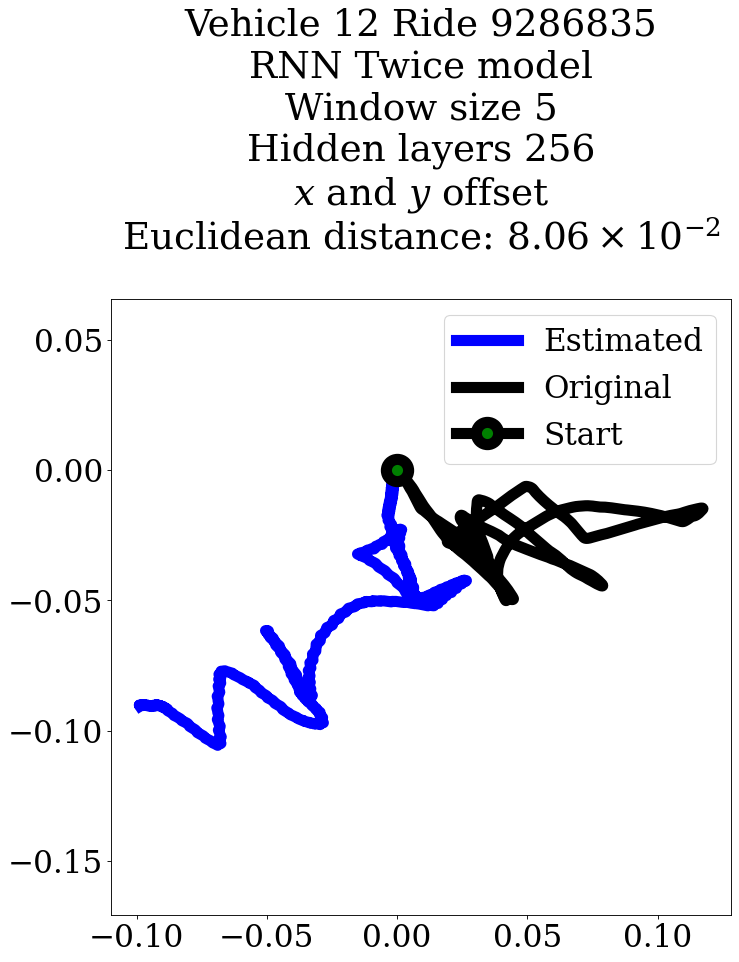 Vehicle 12 Ride 9286835
RNN Twice model
Window size 5
Hidden layers 256
x and y offset
Euclidean distance: 8.06 × 10⁻²
Estimated
Original
Start
0.05
0.00
−0.05
−0.10
−0.15
−0.10 −0.05 0.00 0.05 0.10